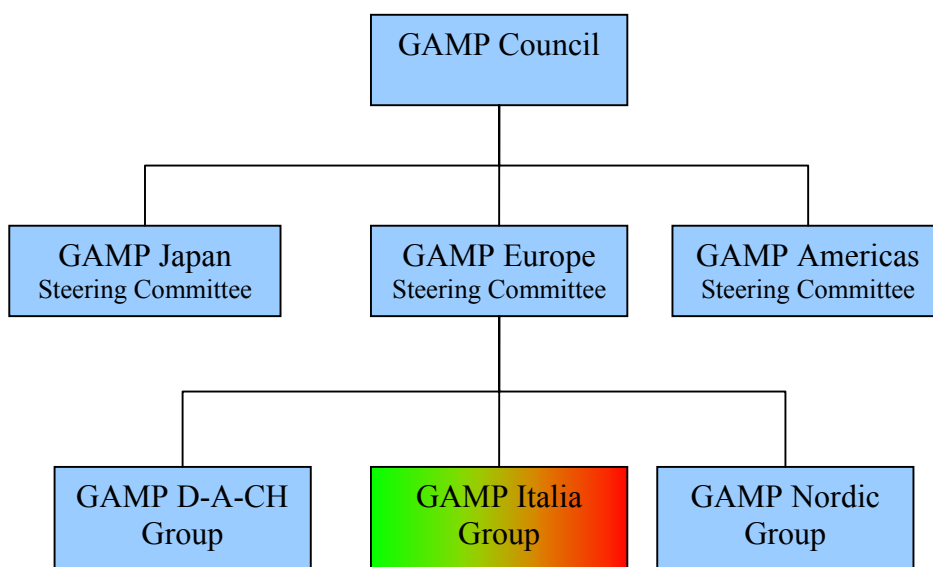 GAMP Council
GAMP Japan
Steering Committee
GAMP Europe
Steering Committee
GAMP Americas
Steering Committee
GAMP D-A-CH
Group
GAMP Italia
Group
GAMP Nordic
Group